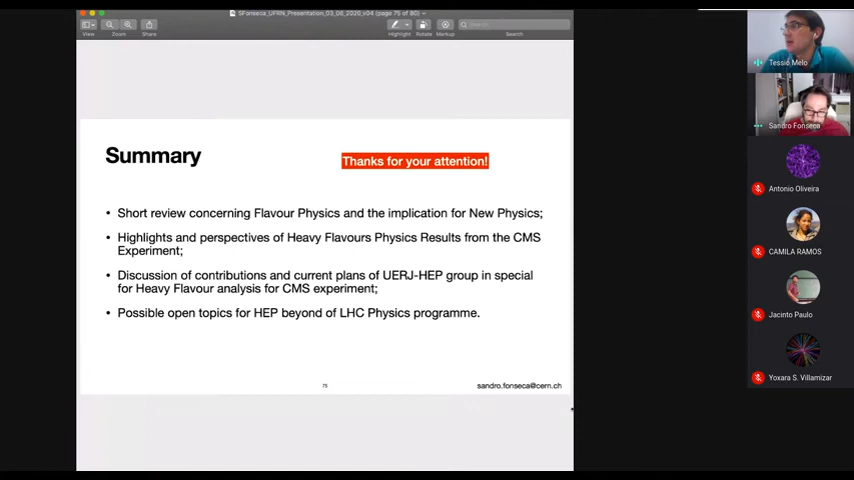 SFonseca_UFRN_Presentation_03_06_2020_v04 (page 75 of 80)
View
Zoom
Share
Highlight
Rotate
Markup
Search
Search
Summary
Thanks for your attention!
• Short review concerning Flavour Physics and the implication for New Physics;
• Highlights and perspectives of Heavy Flavours Physics Results from the CMS
Experiment;
• Discussion of contributions and current plans of UERJ-HEP group in special
for Heavy Flavour analysis for CMS experiment;
• Possible open topics for HEP beyond of LHC Physics programme.
75
sandro.fonseca@cern.ch
Tessio Melo
Sandro Fonseca
Antonio Oliveira
CAMILA RAMOS
Jacinto Paulo
Yoxara S. Villamizar